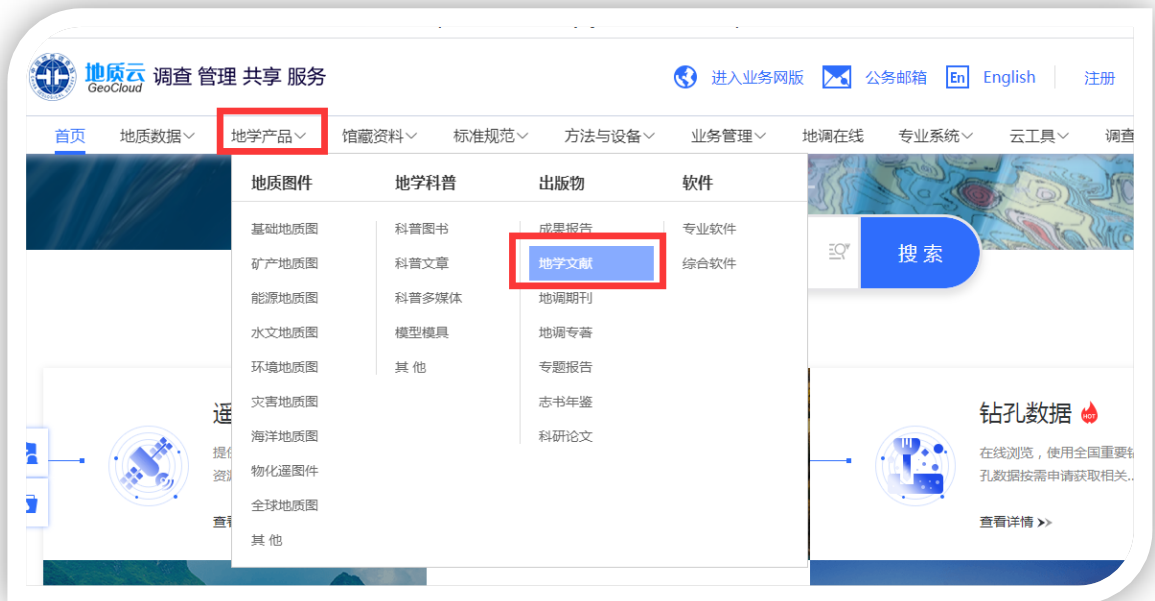 地质云 GeoCloud 调查 管理 共享 服务
进入业务网版 公务邮箱 En English 注册
首页 地质数据 地学产品 馆藏资料 标准规范 方法与设备 业务管理 地调在线 专业系统 云工具 调查
地质图件 地学科普 出版物 软件
基础地质图 科普图书 成果报告 专业软件
矿产地质图 科普文章 地学文献 综合软件
能源地质图 科普多媒体 地调期刊
水文地质图 模型模具 地调专著
环境地质图 其他 专题报告
灾害地质图 志书年鉴
海洋地质图 科研论文
物化遥图件
全球地质图
其他
搜索
遥
提供
资源
查看
钻孔数据 HOT
在线浏览，使用全国重要钻
孔数据按需申请获取相关...
查看详情